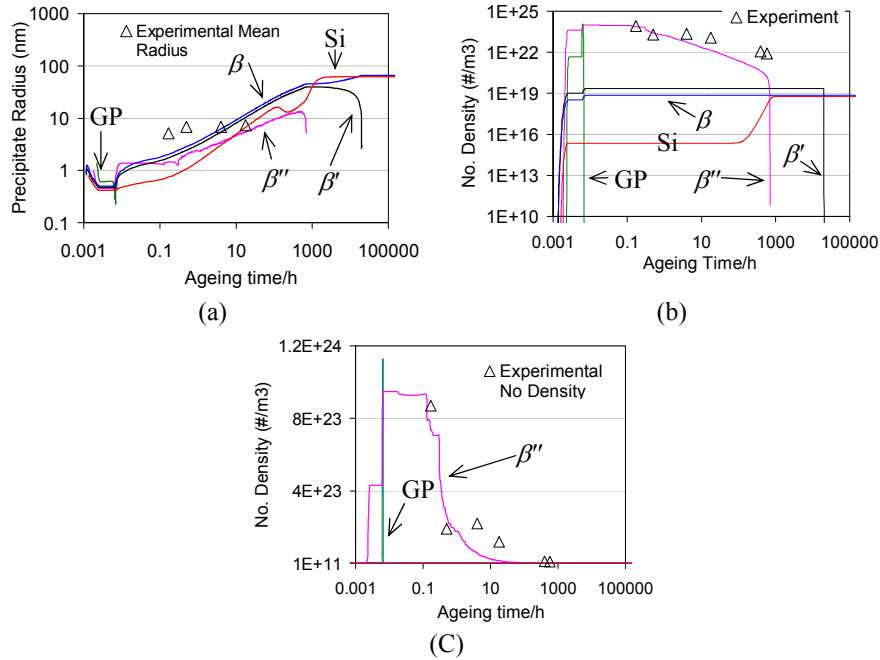 Precipitate Radius (nm)
1000
100
10
1
0.1
△ Experimental Mean
Radius
Si
β
GP
β''
β'
0.001 0.1 10 1000 100000
Ageing time/h
(a)
No. Density (#/m3)
1E+25
1E+22
1E+19
1E+16
1E+13
1E+10
△ Experiment
β
Si
β'
GP
β''
0.001 0.1 10 1000 100000
Ageing Time/h
(b)
No. Density (#/m3)
1.2E+24
8E+23
4E+23
1E+11
△ Experimental
No Density
β''
GP
0.001 0.1 10 1000 100000
Ageing time/h
(C)